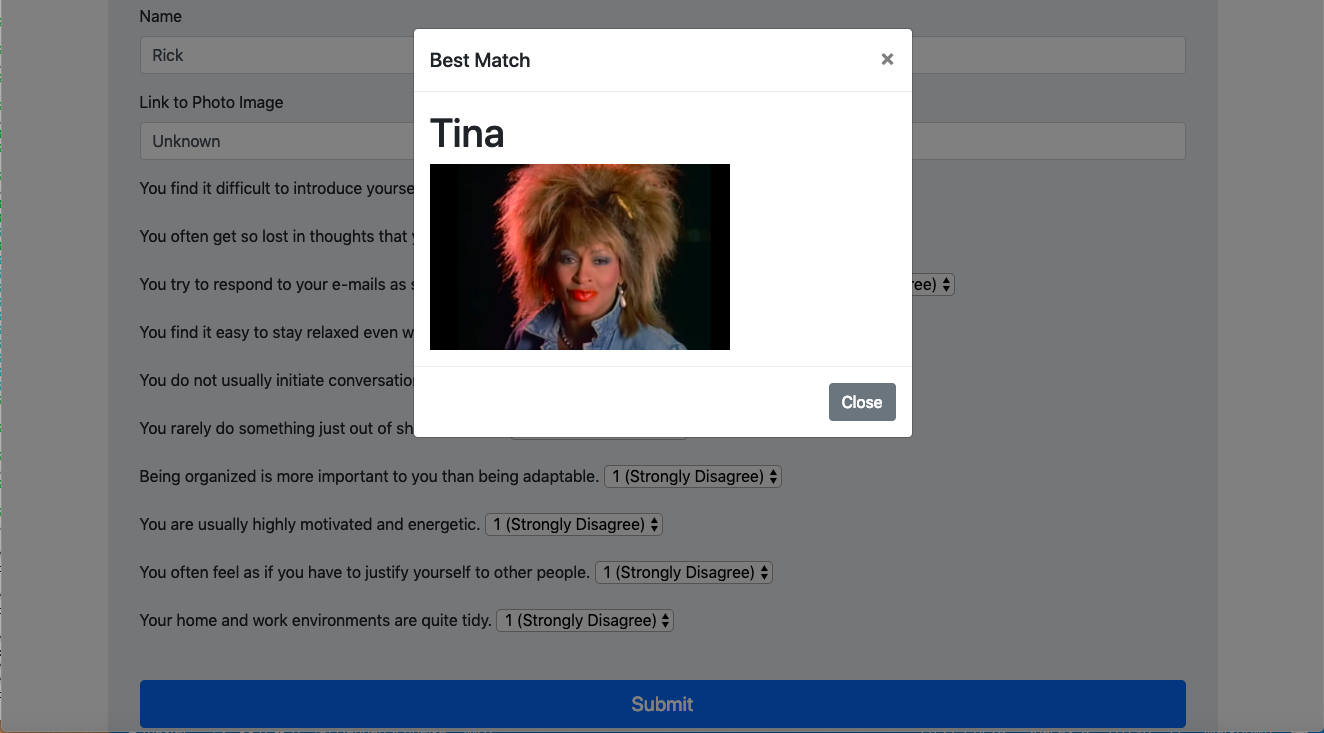 Name
Rick
Best Match
×
Link to Photo Image
Unknown
Tina
You find it difficult to introduce
You often get so lost in thoughts that
You try to respond to your e-mails as
You find it easy to stay relaxed even
You do not usually initiate
You rarely do something just out of
Close
Being organized is more important to you than being adaptable. 1 (Strongly Disagree)
You are usually highly motivated and energetic. 1 (Strongly Disagree)
You often feel as if you have to justify yourself to other people. 1 (Strongly Disagree)
Your home and work environments are quite tidy. 1 (Strongly Disagree)
Submit